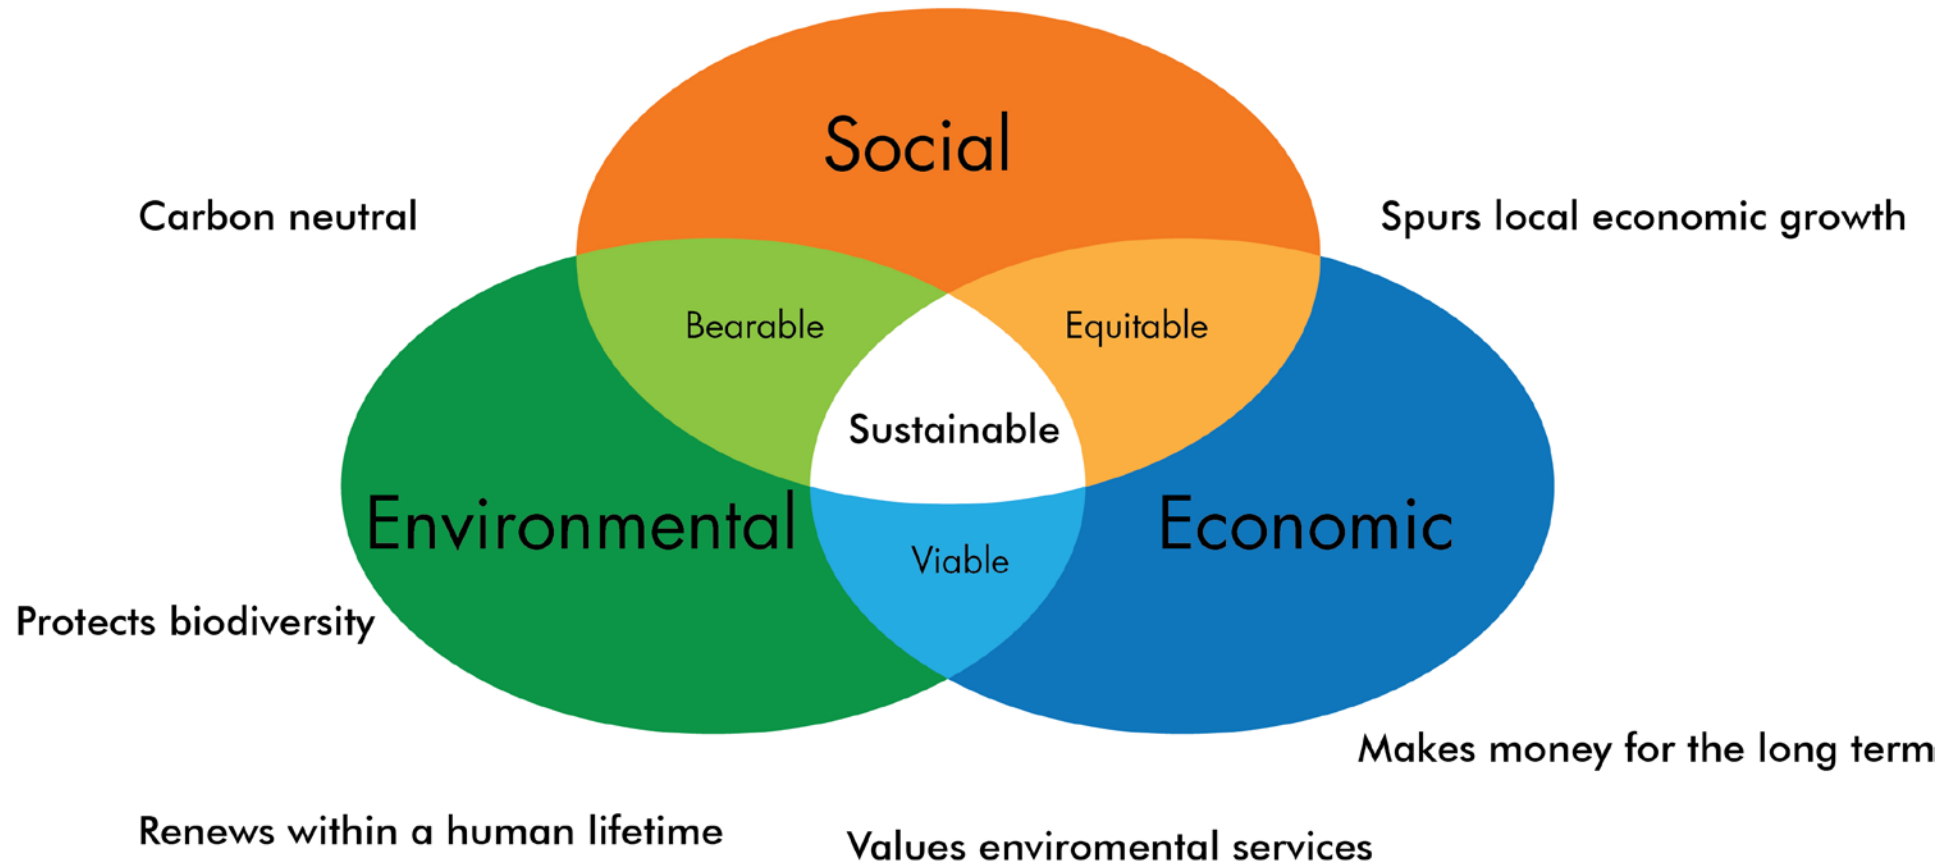 Social
Carbon neutral
Spurs local economic growth
Bearable
Equitable
Sustainable
Environmental
Economic
Viable
Protects biodiversity
Makes money for the long term
Renews within a human lifetime
Values enviromental services